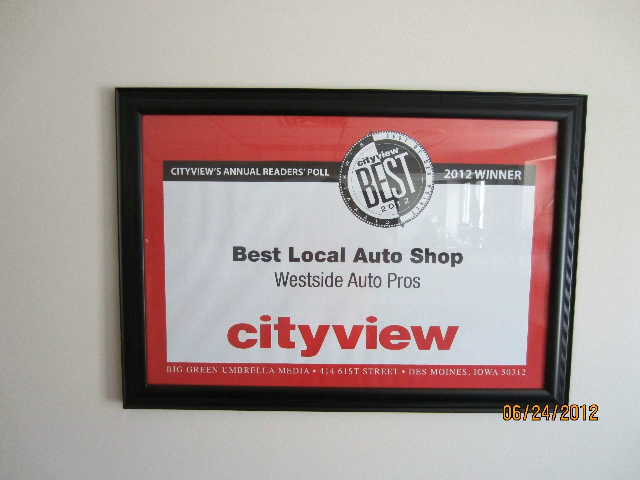 cityview
BEST
2012
CITYVIEW'S ANNUAL READERS' POLL
2012 WINNER
Best Local Auto Shop
Westside Auto Pros
cityview
BIG GREEN UMBRELLA MEDIA • 414 61ST STREET • DES MOINES, IOWA 50312
06/24/2012